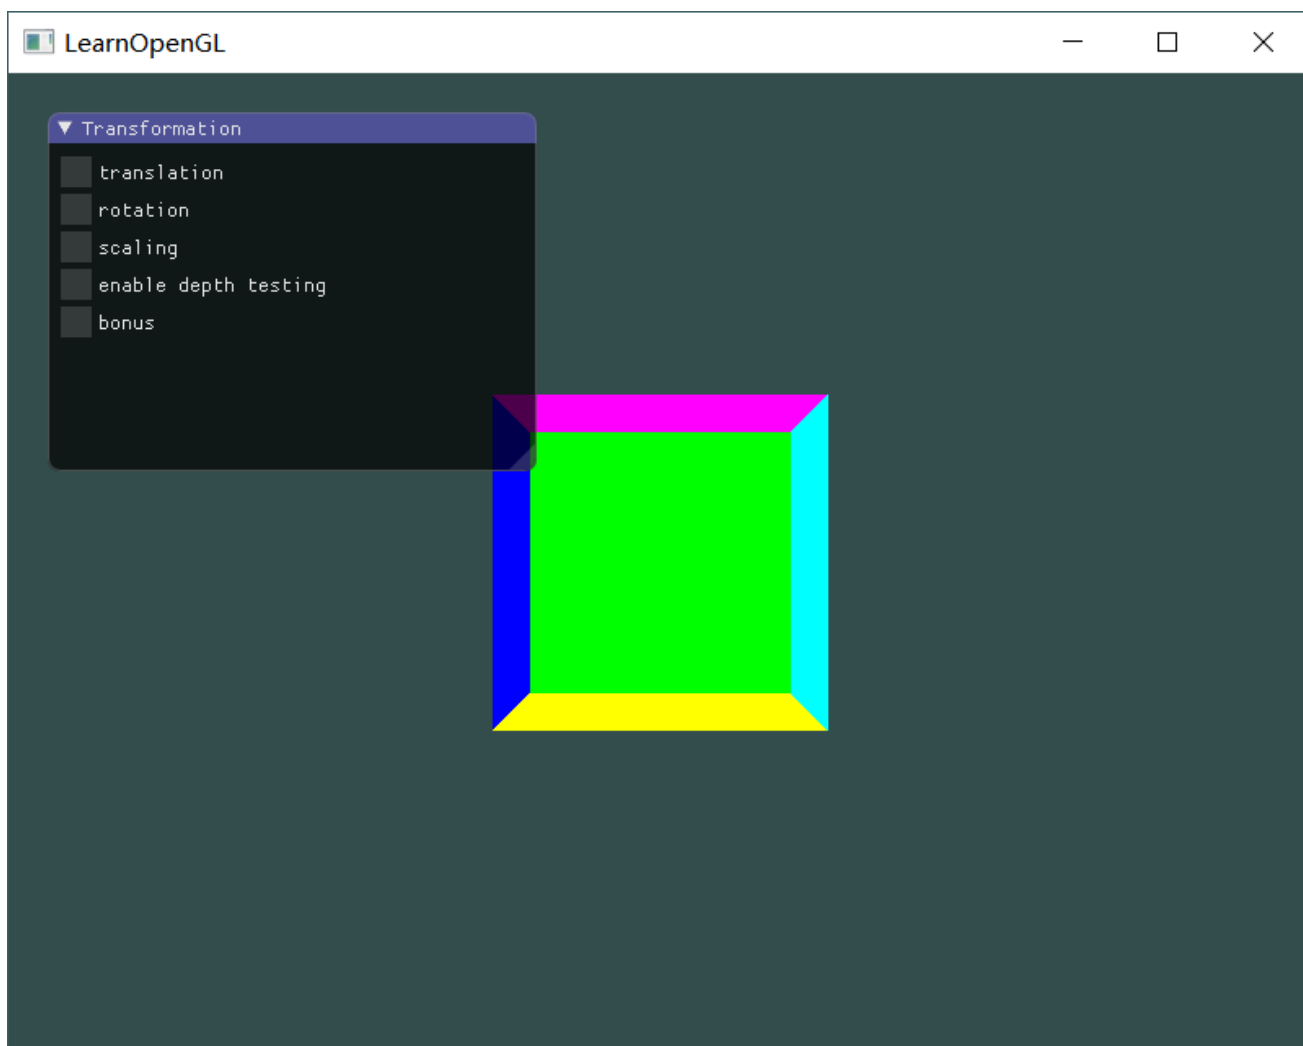 LearnOpenGL
Transformation
translation
rotation
scaling
enable depth testing
bonus